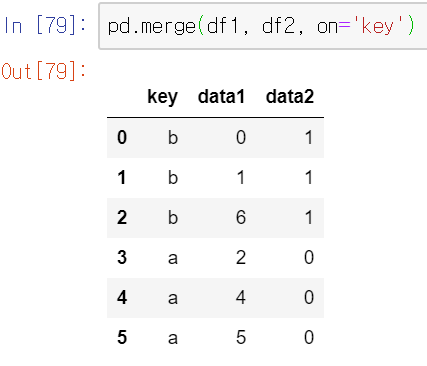 In [79]: pd.merge(df1, df2, on='key')
Out[79]:
key data1 data2
0 b 0 1
1 b 1 1
2 b 6 1
3 a 2 0
4 a 4 0
5 a 5 0